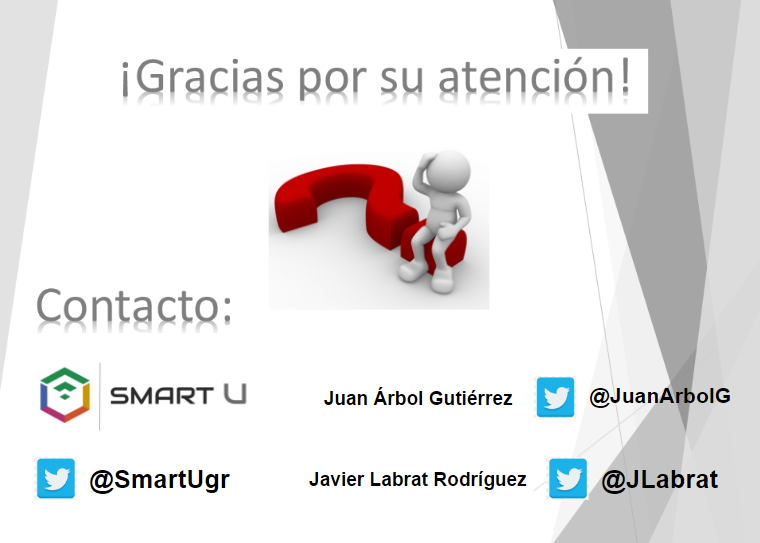 ¡Gracias por su atención!
Contacto:
SMART U
Juan Árbol Gutiérrez @JuanArbolG
@SmartUgr Javier Labrat Rodríguez @JLabrat